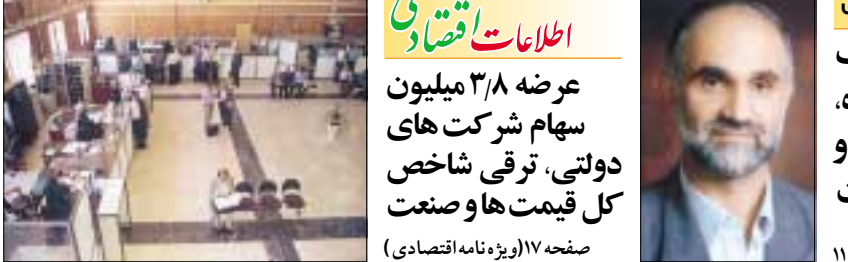 اطلاعات اقتصادی
عرضه ۳/۸ میلیون
سهام شرکت های
دولتی، ترقی شاخص
کل قیمت ها و صنعت
صفحه ۱۷ (ویژه نامه اقتصادی)
و
۱۱